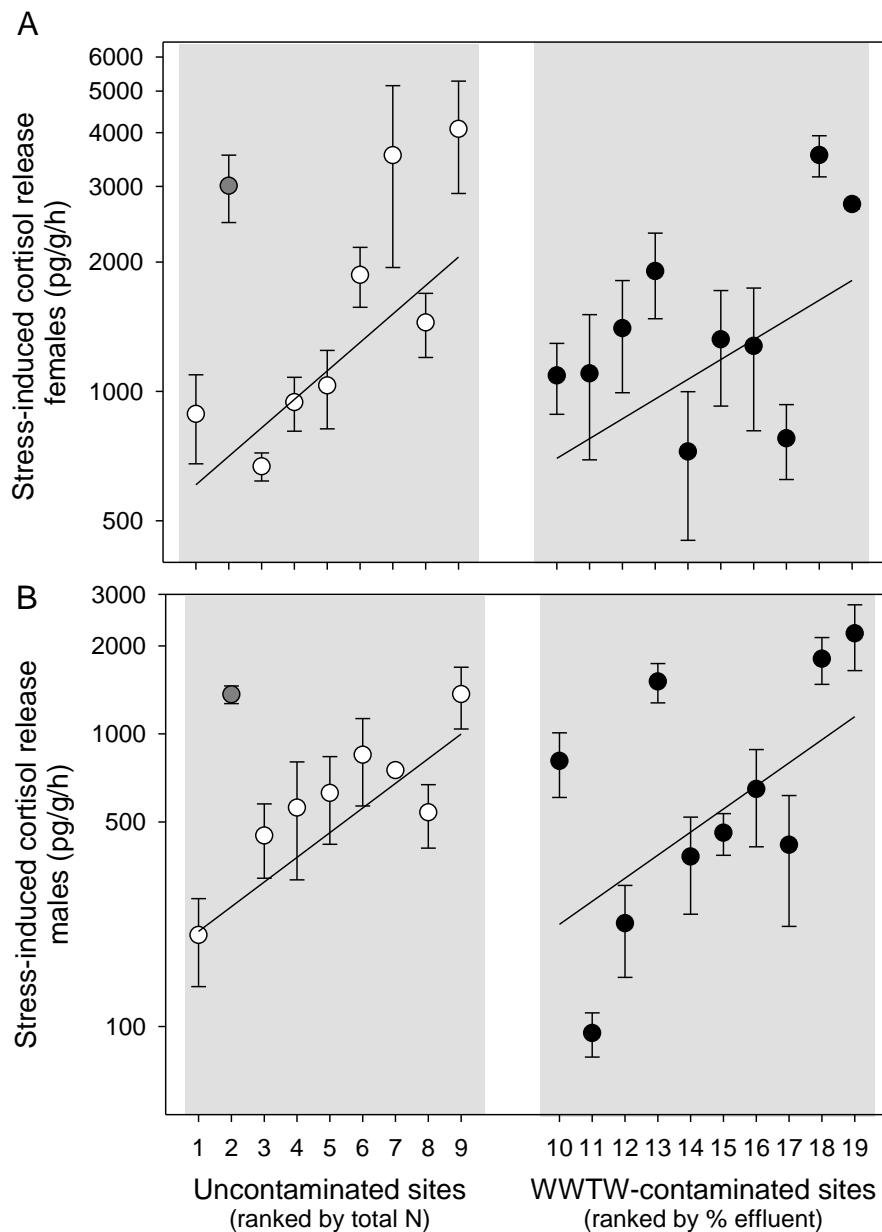 A
6000
5000
4000
3000
2000
1000
500
Stress-induced cortisol release
females (pg/g/h)
B
3000
2000
1000
500
100
Stress-induced cortisol release
males (pg/g/h)
1 2 3 4 5 6 7 8 9 10 11 12 13 14 15 16 17 18 19
Uncontaminated sites
(ranked by total N)
WWTW-contaminated sites
(ranked by % effluent)